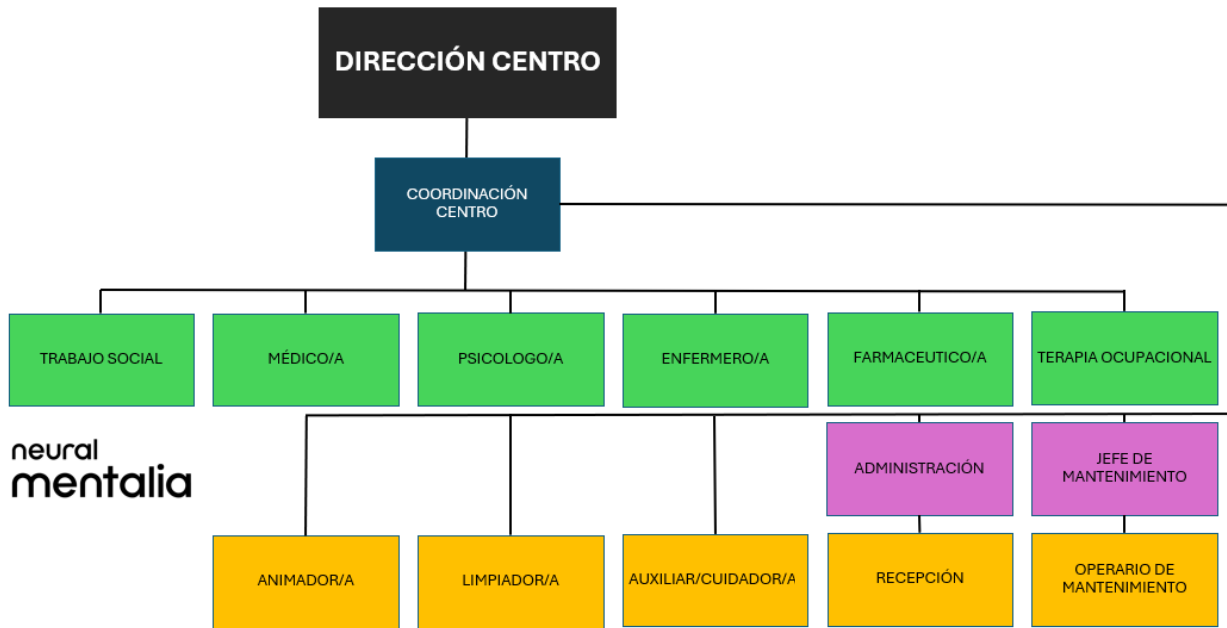 DIRECCIÓN CENTRO
COORDINACIÓN
CENTRO
TRABAJO SOCIAL
MÉDICO/A
PSICOLOGO/A
ENFERMERO/A
FARMACEUTICO/A
TERAPIA OCUPACIONAL
neural
mentalia
ADMINISTRACIÓN
JEFE DE
MANTENIMIENTO
ANIMADOR/A
LIMPIADOR/A
AUXILIAR/CUIDADOR/A
RECEPCIÓN
OPERARIO DE
MANTENIMIENTO